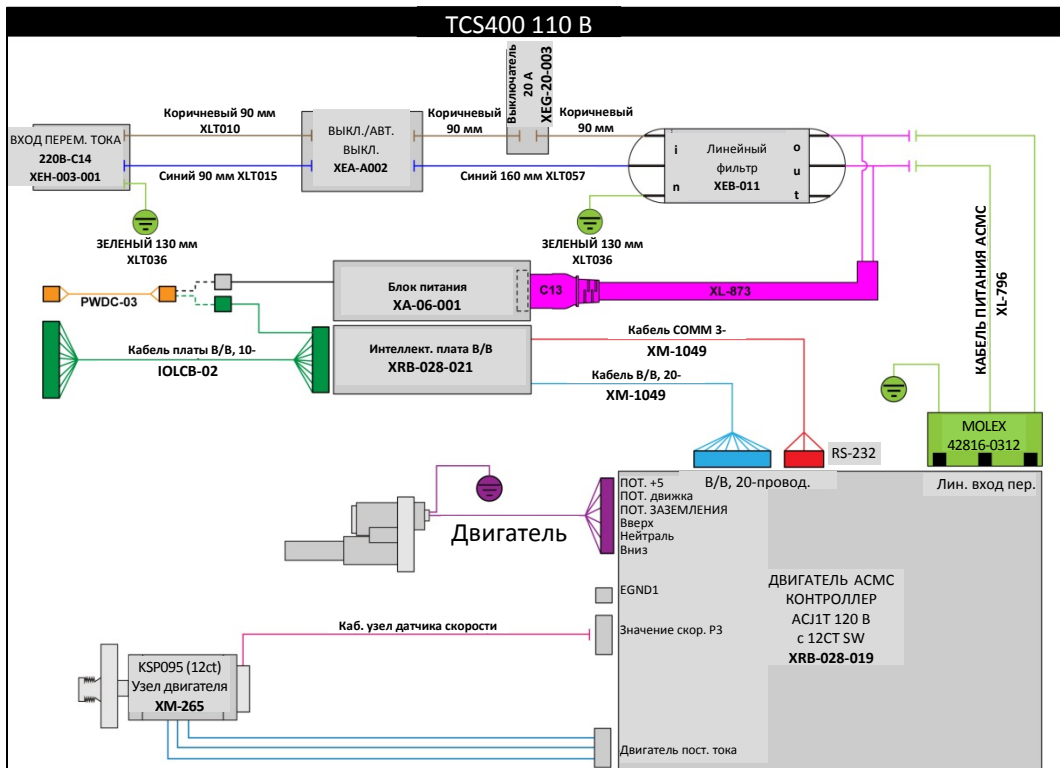 TCS400 110 В
Коричневый 90 мм
XLT010
ВХОД ПЕРЕМ. ТОКА
220В-C14
XEH-003-001
Синий 90 мм XLT015
ЗЕЛЕНЫЙ 130 мм
XLT036
ВЫКЛ./АВТ.
ВЫКЛ.
XEA-A002
Коричневый
90 мм
Выключатель
20 А
XEG-20-003
Коричневый
90 мм
Синий 160 мм XLT057
ЗЕЛЕНЫЙ 130 мм
XLT036
i
n
Линейный
фильтр
XEB-011
o
u
t
КАБЕЛЬ ПИТАНИЯ АСМС
XL-796
PWDC-03
Блок питания
XA-06-001
C13
XL-873
Кабель платы В/В, 10-
IOLCB-02
Интеллект. плата В/В
XRB-028-021
Кабель COMM 3-
XM-1049
Кабель В/В, 20-
XM-1049
RS-232
MOLEX
42816-0312
В/В, 20-провод.
Лин. вход пер.
Двигатель
ПОТ. +5
ПОТ. движка
ПОТ. ЗАЗЕМЛЕНИЯ
Вверх
Нейтраль
Вниз
EGND1
Каб. узел датчика скорости
Значение скор. P3
ДВИГАТЕЛЬ АСМС
КОНТРОЛЛЕР
ACJ1T 120 В
с 12CT SW
XRB-028-019
KSP095 (12ct)
Узел двигателя
XM-265
Двигатель пост. тока